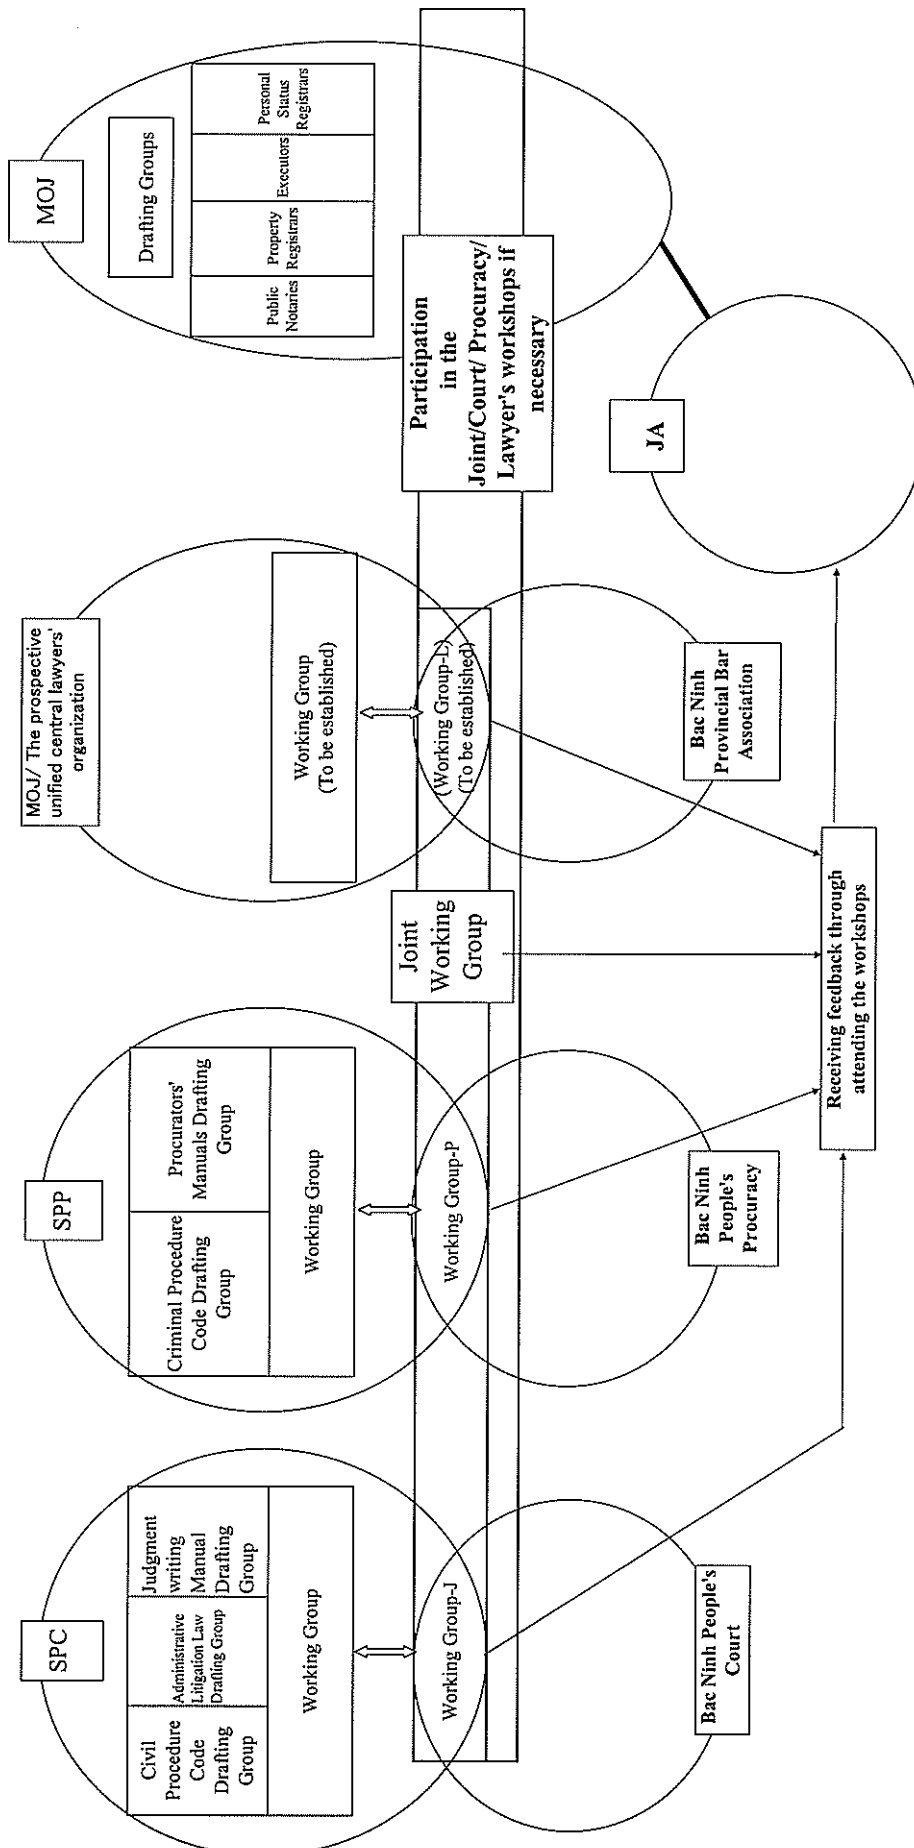 SPC
Civil
Procedure
Code
Drafting
Group
Administrative
Litigation Law
Drafting Group
Judgment
writing
Manual
Drafting
Group
Working Group
Working Group-J
Bac Ninh People's
Court
SPP
Criminal Procedure
Code Drafting
Group
Procurators'
Manuals Drafting
Group
Working Group
Working Group-P
Bac Ninh
People's
Procuracy
Joint
Working
Group
MOJ/ The prospective
unified central lawyers'
organization
Working Group
(To be established)
(Working Group-L)
(To be established)
Bac Ninh
Provincial Bar
Association
MOJ
Drafting Groups
Public
Notaries
Property
Registrars
Executors
Personal
Status
Registrars
Participation
in the
Joint/Court/ Procuracy/
Lawyer's workshops if
necessary
JA
Receiving feedback through
attending the workshops